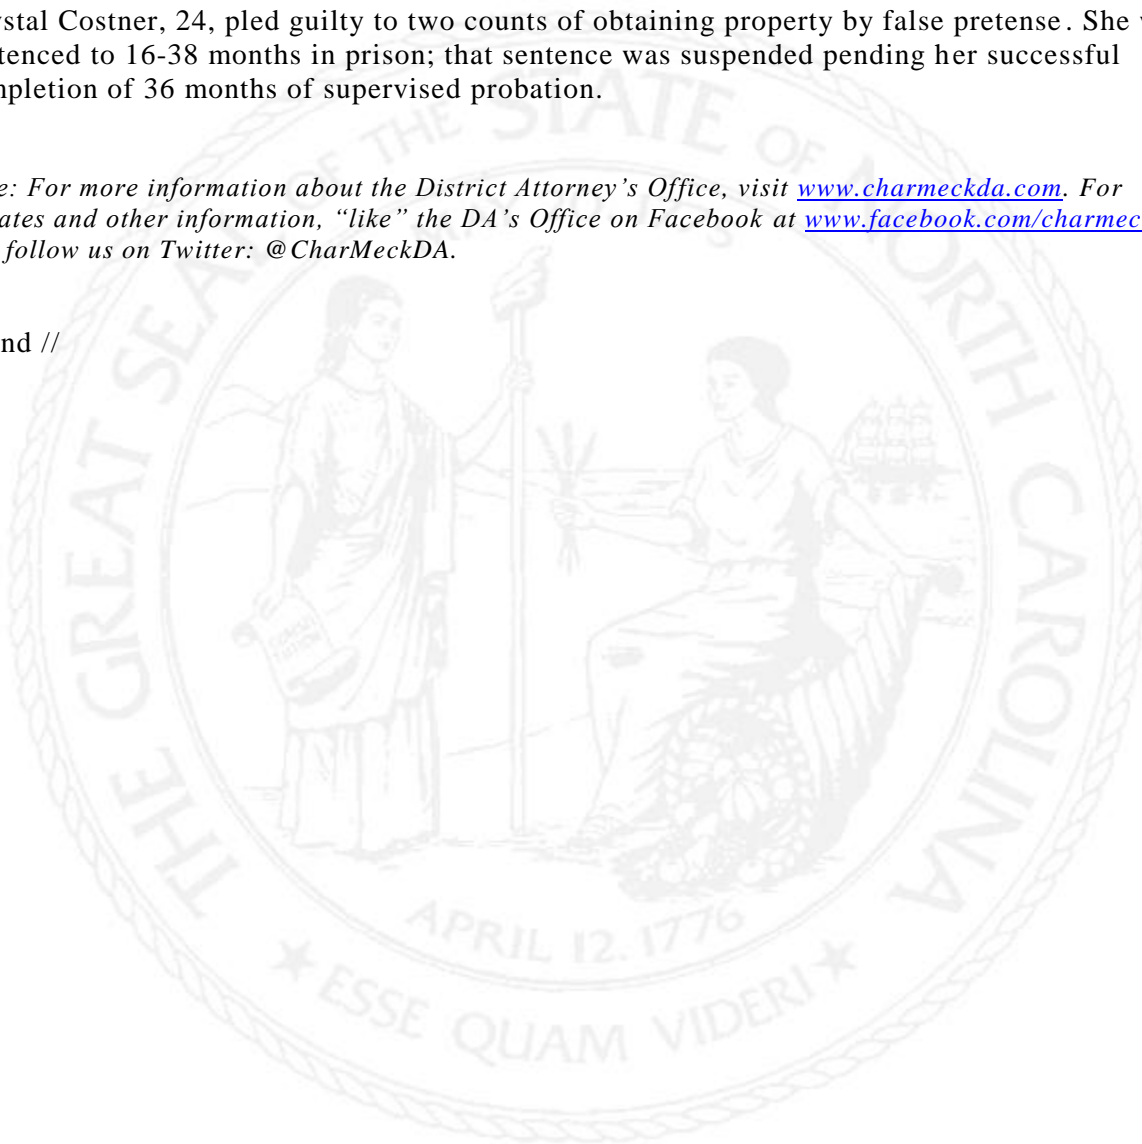 ystal Costner, 24, pled guilty to two counts of obtaining property by false pretense. She
tenced to 16-38 months in prison; that sentence was suspended pending her successful
mpletion of 36 months of supervised probation.
e: For more information about the District Attorney’s Office, visit www.charmeckda.com. For
ates and other information, “like” the DA’s Office on Facebook at www.facebook.com/charmec
follow us on Twitter: @CharMeckDA.
nd //
THE GREAT SEAL OF THE STATE OF NORTH CAROLINA
APRIL 12. 1776
★ ESSE QUAM VIDERI ★